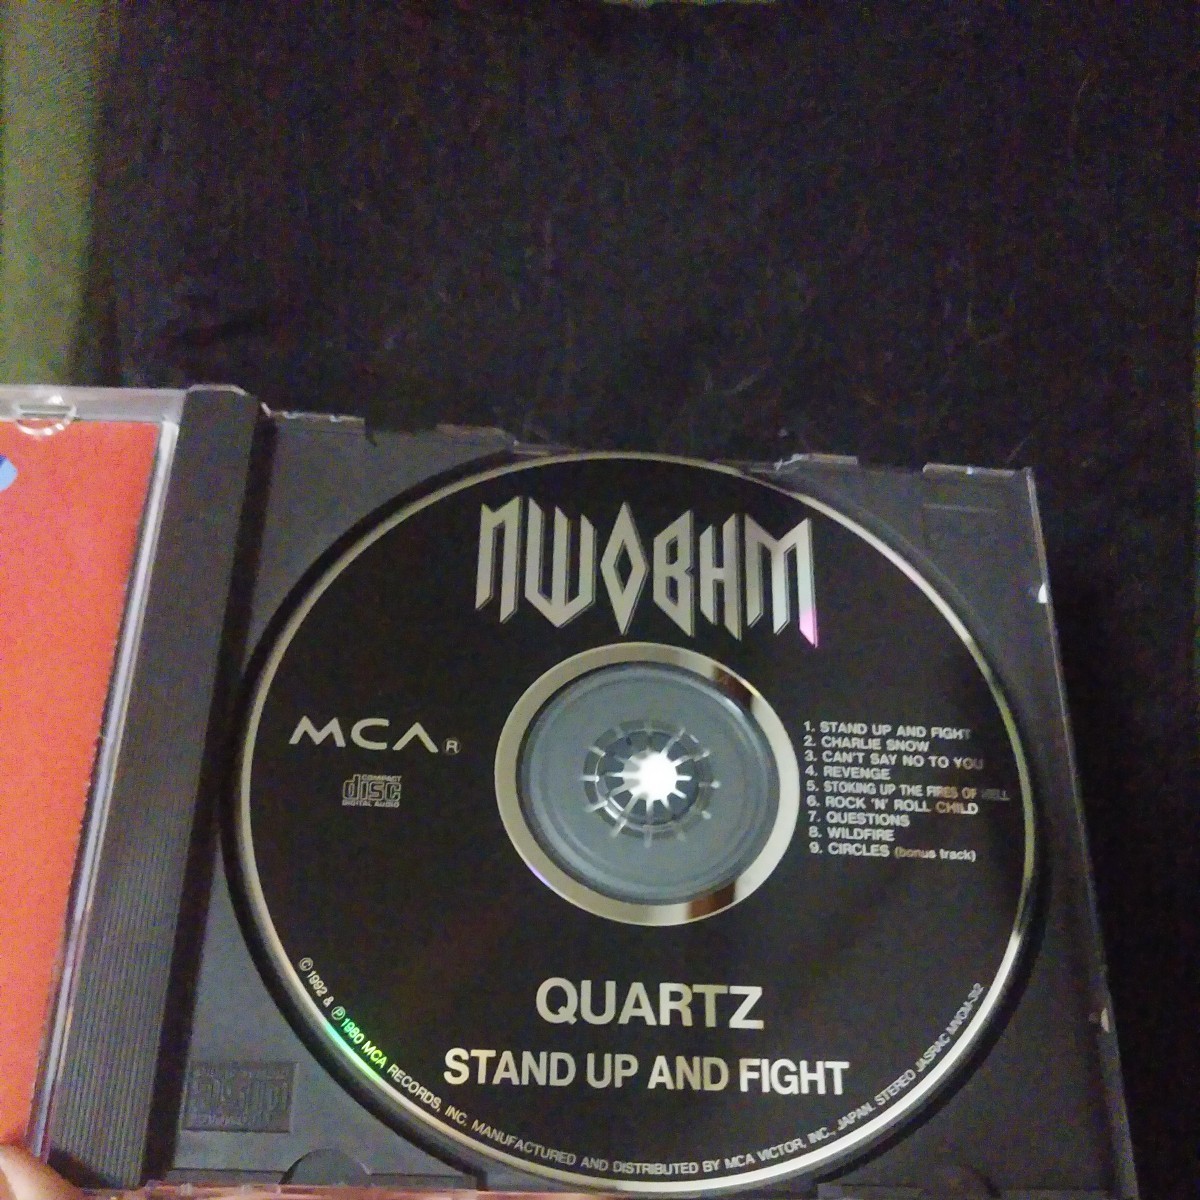 NWOBHM
MCA®
COMPACT
disc
DIGITAL AUDIO
1. STAND UP AND FIGHT
2. CHARLIE SNOW
3. CAN'T SAY NO TO YOU
4. REVENGE
5. STOKING UP THE FIRES OF HELL
6. ROCK 'N' ROLL CHILD
7. QUESTIONS
8. WILDFIRE
9. CIRCLES (bonus track)
QUARTZ
STAND UP AND FIGHT
© 1992 & ℗ 1980 MCA RECORDS, INC. MANUFACTURED AND DISTRIBUTED BY MCA VICTOR, INC., JAPAN. STEREO JASRAC